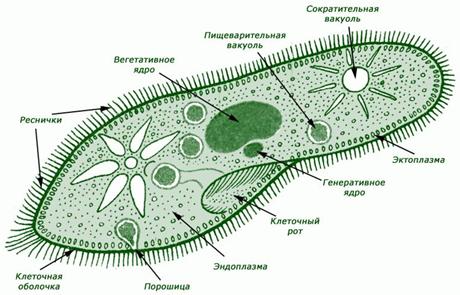 Сократительная
вакуоль
Пищеварительная
вакуоль
Вегетативное
ядро
Реснички
Эктоплазма
Генеративное
ядро
Клеточный
рот
Эндоплазма
Клеточная
оболочка
Порошица